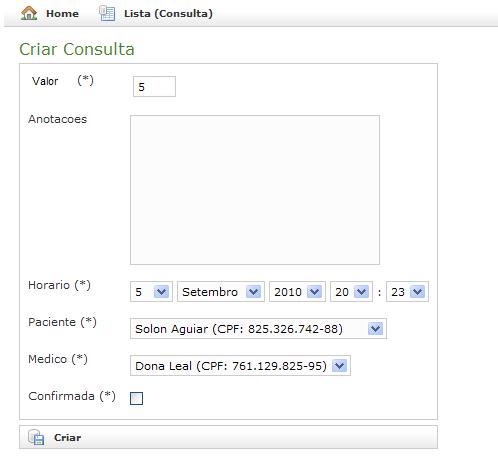 Home Lista (Consulta)
Criar Consulta
Valor (*) 5
Anotacoes
Horario (*) 5 Setembro 2010 20 : 23
Paciente (*) Solon Aguiar (CPF: 825.326.742-88)
Medico (*) Dona Leal (CPF: 761.129.825-95)
Confirmada (*)
Criar